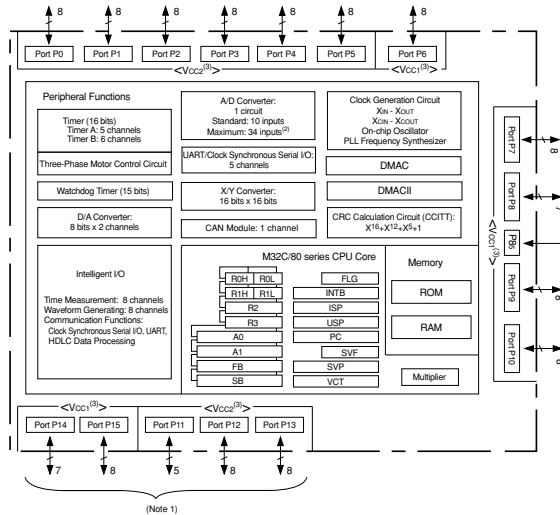 8 8 8 8 8 8 8
Port P0 Port P1 Port P2 Port P3 Port P4 Port P5 Port P6
<VCC2(3)> <VCC1(3)>
Peripheral Functions
Timer (16 bits)
Timer A: 5 channels
Timer B: 6 channels
Three-Phase Motor Control Circuit
Watchdog Timer (15 bits)
D/A Converter:
8 bits x 2 channels
A/D Converter:
1 circuit
Standard: 10 inputs
Maximum: 34 inputs(2)
UART/Clock Synchronous Serial I/O:
5 channels
X/Y Converter:
16 bits x 16 bits
CAN Module: 1 channel
Clock Generation Circuit
XIN - XOUT
XCIN - XCOUT
On-chip Oscillator
PLL Frequency Synthesizer
DMAC
DMACII
CRC Calculation Circuit (CCITT):
X16+X12+X5+1
Intelligent I/O
Time Measurement: 8 channels
Waveform Generating: 8 channels
Communication Functions:
Clock Synchronous Serial I/O, UART,
HDLC Data Processing
M32C/80 series CPU Core
R0H R0L
R1H R1L
R2
R3
A0
A1
FB
SB
FLG
INTB
ISP
USP
PC
SVF
SVP
VCT
Memory
ROM
RAM
Multiplier
<VCC1(3)>
Port P7
8
Port P8
7
P85
Port P9
8
Port P10
8
<VCC1(3)> <VCC2(3)>
Port P14 Port P15 Port P11 Port P12 Port P13
7 8 5 8 8
(Note 1)